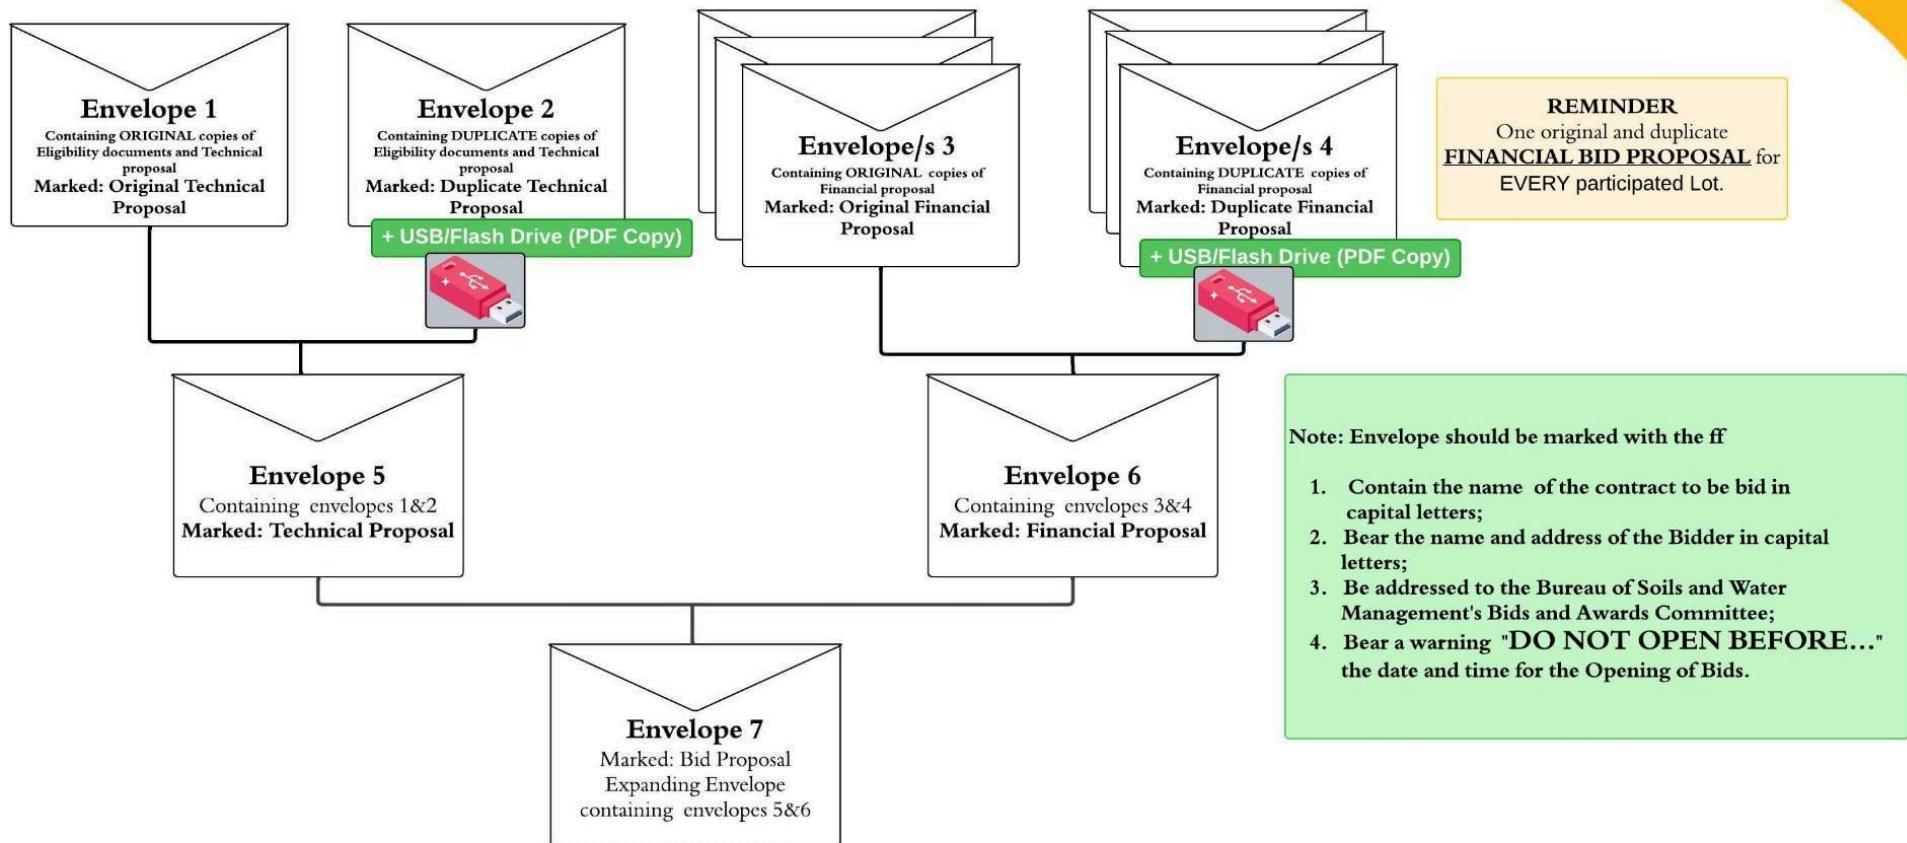 Envelope 1
Containing ORIGINAL copies of
Eligibility documents and Technical
proposal
Marked: Original Technical
Proposal
Envelope 2
Containing DUPLICATE copies of
Eligibility documents and Technical
proposal
Marked: Duplicate Technical
Proposal
+ USB/Flash Drive (PDF Copy)
Envelope/s 3
Containing ORIGINAL copies of
Financial proposal
Marked: Original Financial
Proposal
Envelope/s 4
Containing DUPLICATE copies of
Financial proposal
Marked: Duplicate Financial
Proposal
+ USB/Flash Drive (PDF Copy)
REMINDER
One original and duplicate
FINANCIAL BID PROPOSAL for
EVERY participated Lot.
Envelope 5
Containing envelopes 1&2
Marked: Technical Proposal
Envelope 6
Containing envelopes 3&4
Marked: Financial Proposal
Note: Envelope should be marked with the ff
1. Contain the name of the contract to be bid in
capital letters;
2. Bear the name and address of the Bidder in capital
letters;
3. Be addressed to the Bureau of Soils and Water
Management's Bids and Awards Committee;
4. Bear a warning "DO NOT OPEN BEFORE..."
the date and time for the Opening of Bids.
Envelope 7
Marked: Bid Proposal
Expanding Envelope
containing envelopes 5&6